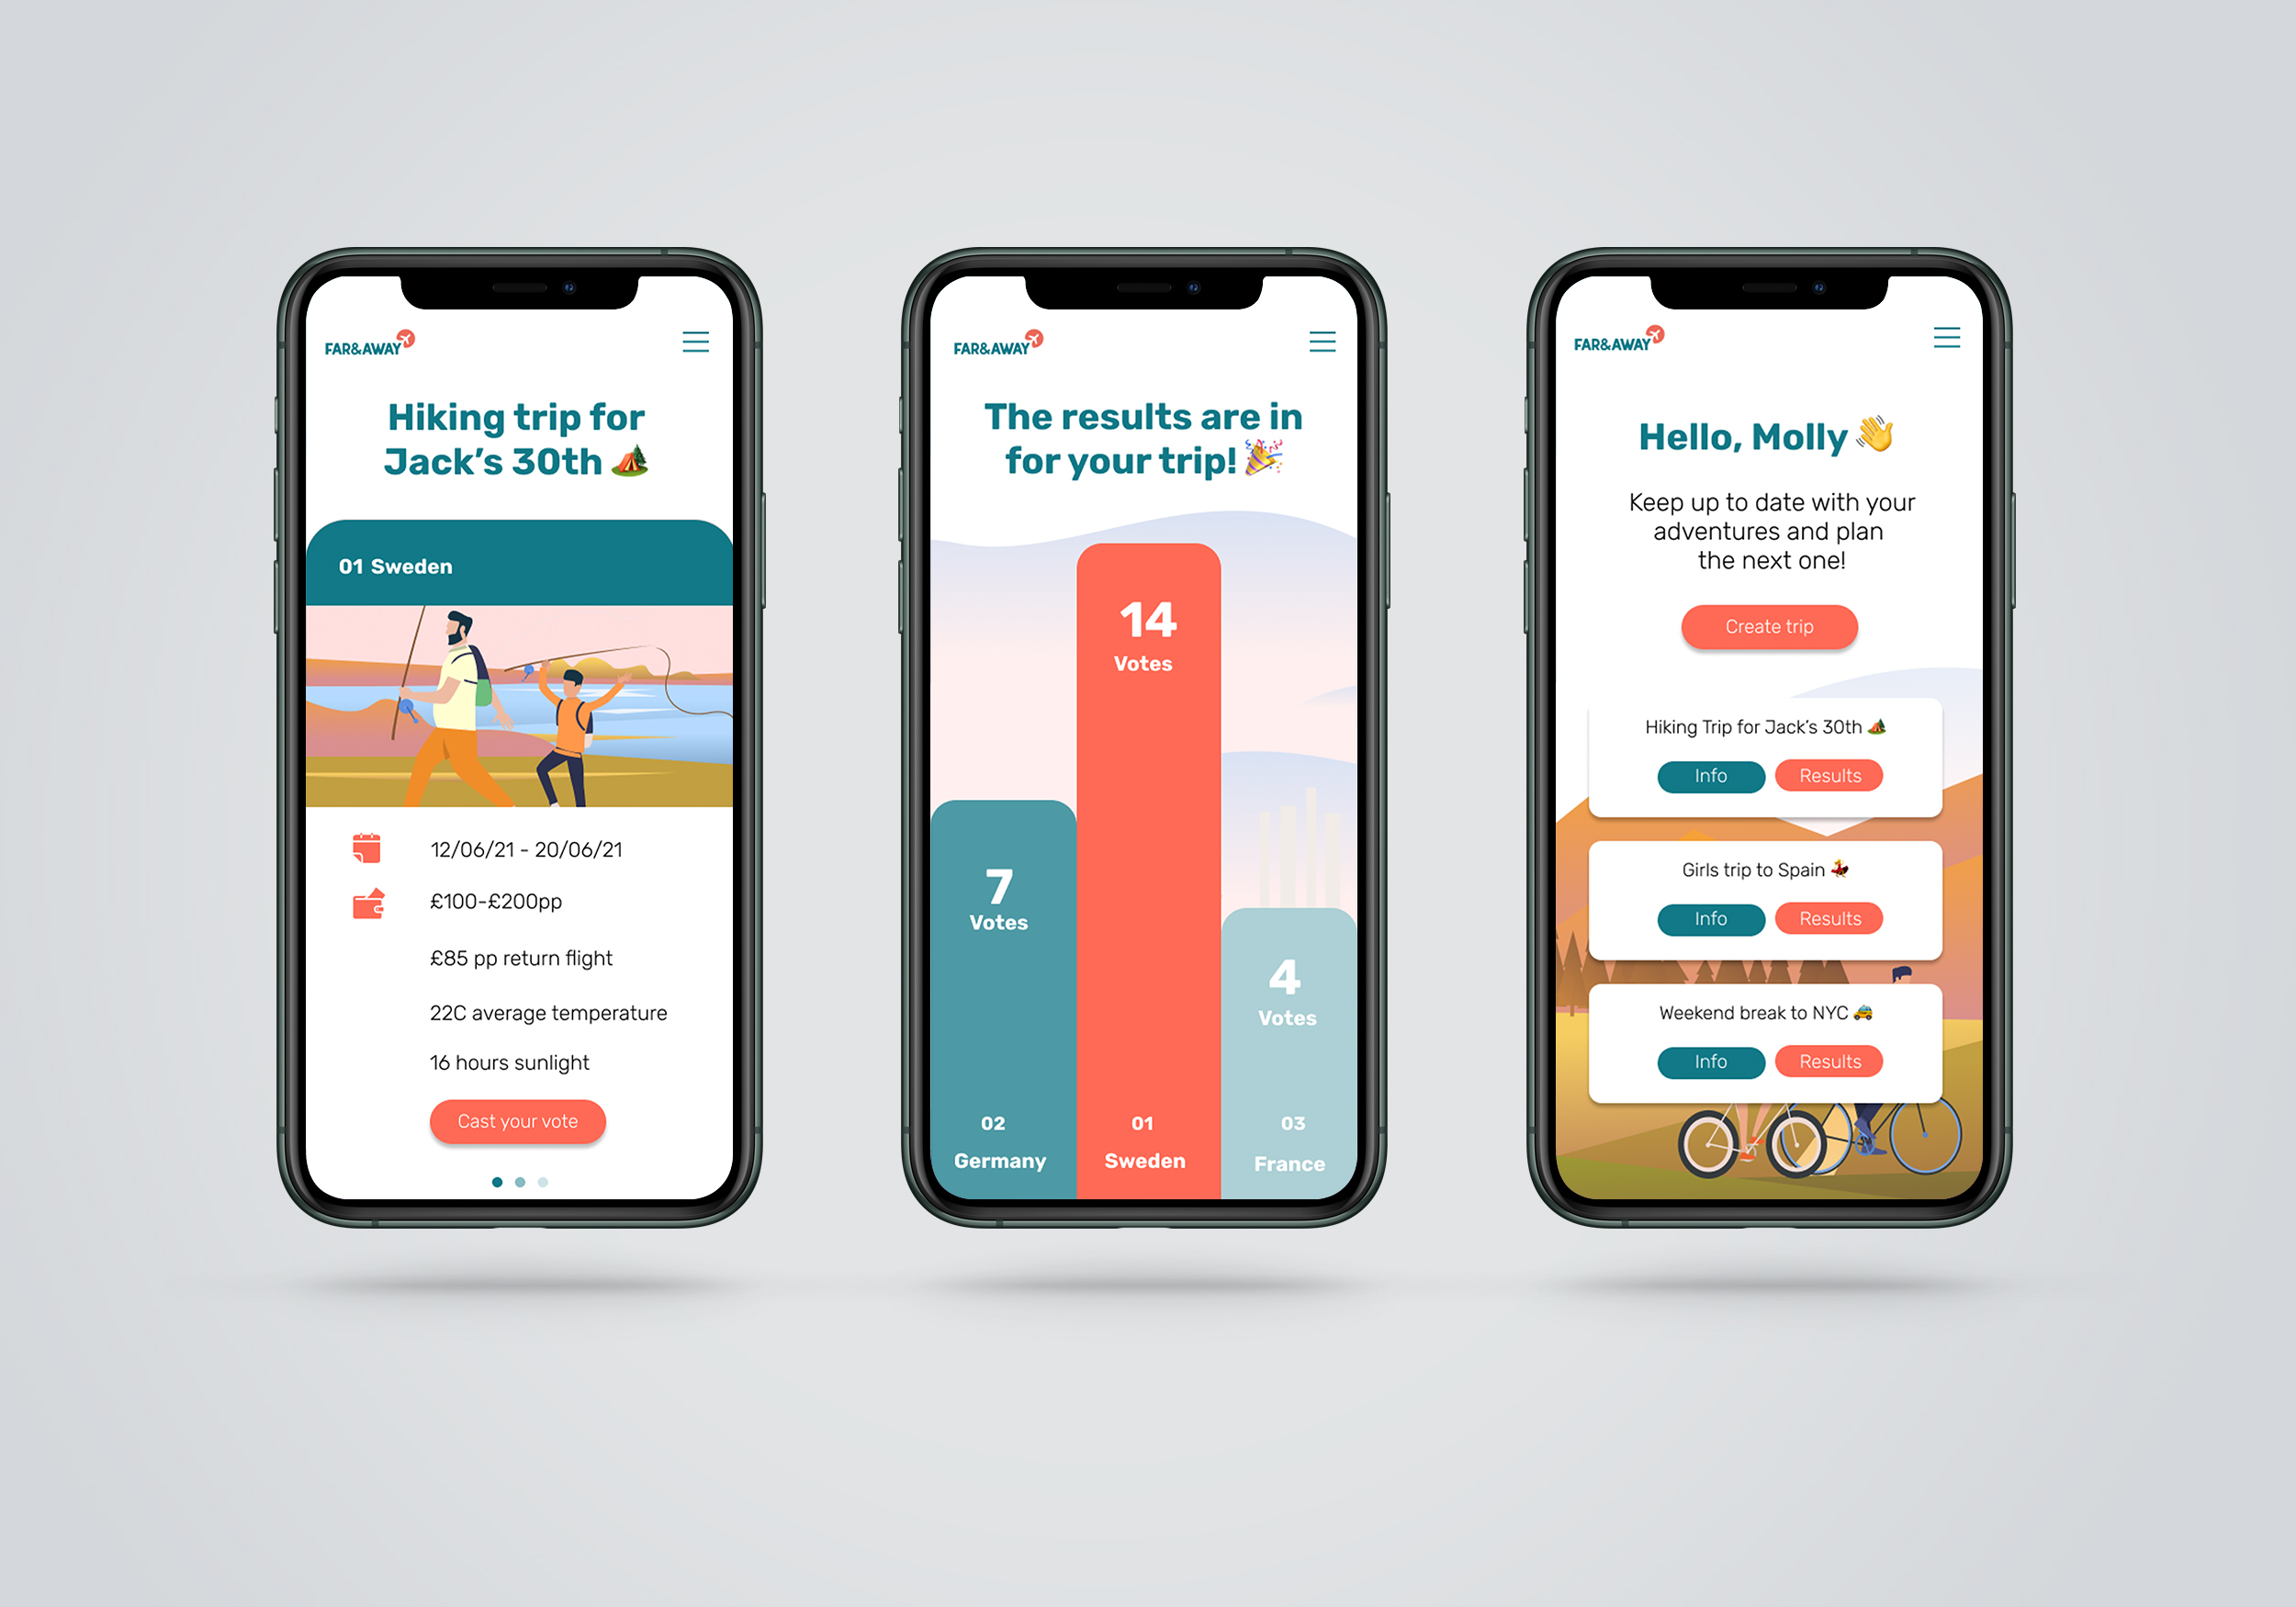 FAR&AWAY
Hiking trip for
Jack's 30th 🏕️
01 Sweden
12/06/21 - 20/06/21
£100-£200pp
£85 pp return flight
22C average temperature
16 hours sunlight
Cast your vote
FAR&AWAY
The results are in
for your trip! 🎉
14
Votes
7
Votes
4
Votes
02
Germany
01
Sweden
03
France
FAR&AWAY
Hello, Molly 👋
Keep up to date with your
adventures and plan
the next one!
Create trip
Hiking Trip for Jack's 30th 🏕️
Info Results
Girls trip to Spain 💃
Info Results
Weekend break to NYC 🚕
Info Results